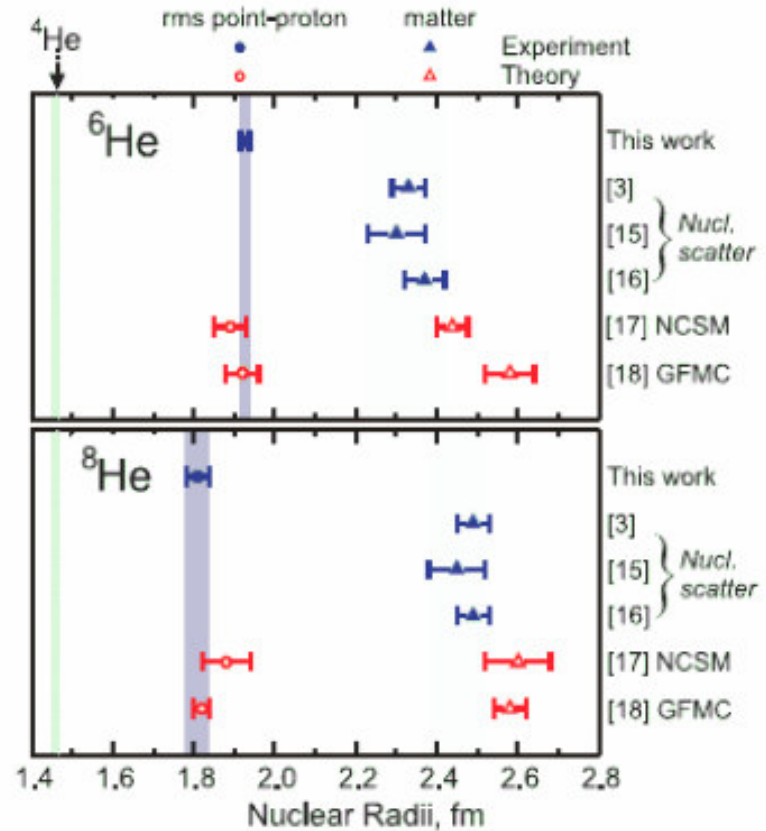 rms point-proton matter
⁴He
Experiment
Theory
⁶He
This work
[3]
[15] Nucl.
scatter
[16]
[17] NCSM
[18] GFMC
⁸He
This work
[3]
[15] Nucl.
scatter
[16]
[17] NCSM
[18] GFMC
1.4 1.6 1.8 2.0 2.2 2.4 2.6 2.8
Nuclear Radii, fm